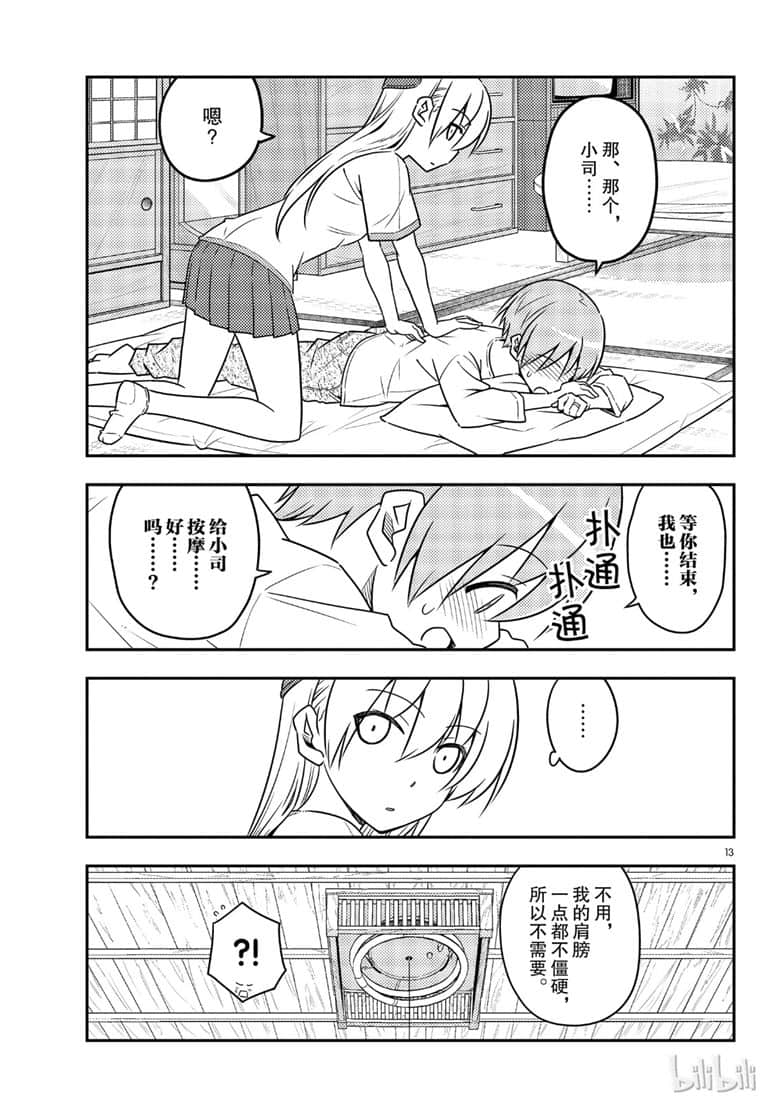 那、那个，
小司……
嗯？
等你结束，
我也……
扑通
扑通
给小司
按摩……
好……
吗……？
……
13
不用，
我的肩膀
一点都不僵硬，
所以不需要。
?!
bilibili